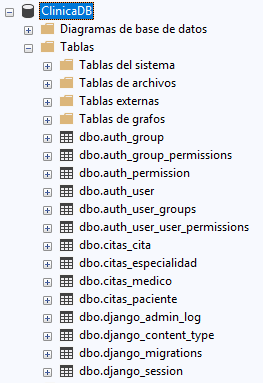 ClinicaDB
Diagramas de base de datos
Tablas
Tablas del sistema
Tablas de archivos
Tablas externas
Tablas de grafos
dbo.auth_group
dbo.auth_group_permissions
dbo.auth_permission
dbo.auth_user
dbo.auth_user_groups
dbo.auth_user_user_permissions
dbo.citas_cita
dbo.citas_especialidad
dbo.citas_medico
dbo.citas_paciente
dbo.django_admin_log
dbo.django_content_type
dbo.django_migrations
dbo.django_session